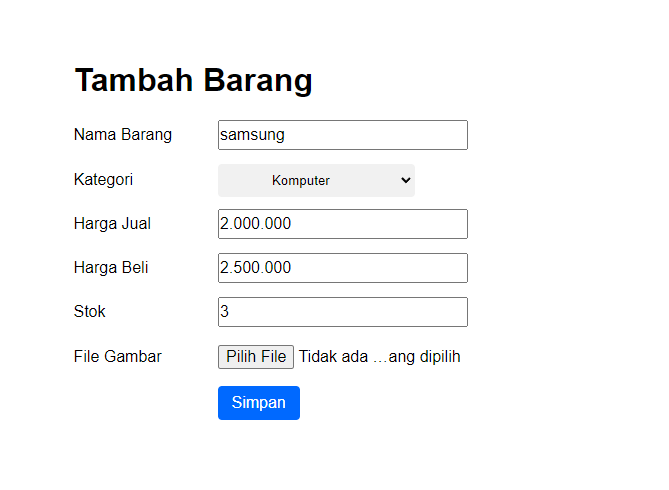 Tambah Barang
Nama Barang samsung
Kategori Komputer
Harga Jual 2.000.000
Harga Beli 2.500.000
Stok 3
File Gambar Pilih File Tidak ada ...ang dipilih
Simpan